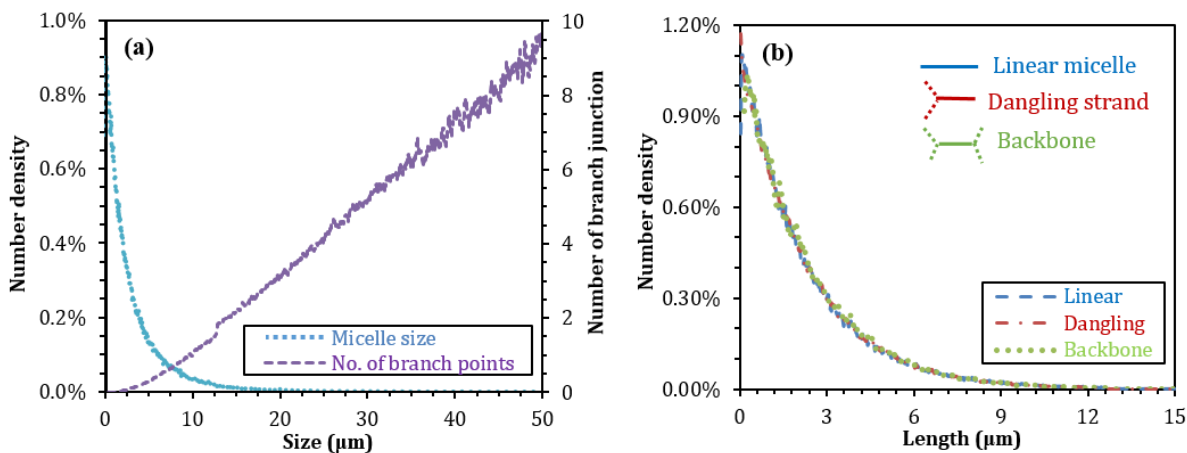 (a)
1.0%
0.8%
0.6%
0.4%
0.2%
0.0%
Number density
10
8
6
4
2
0
Number of branch junction
0
10
20
30
40
50
Size (µm)
Micelle size
No. of branch points
(b)
1.20%
0.90%
0.60%
0.30%
0.00%
Number density
Linear micelle
Dangling strand
Backbone
Linear
Dangling
Backbone
0
3
6
9
12
15
Length (µm)